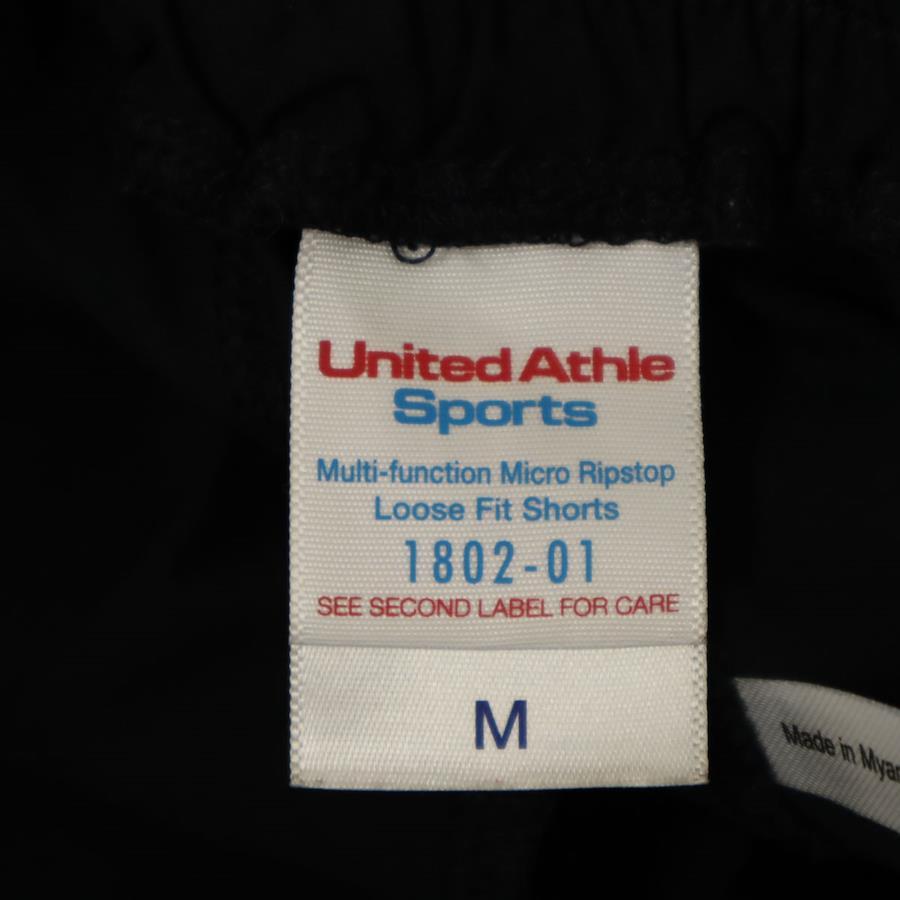 United Athle
Sports
Multi-function Micro Ripstop
Loose Fit Shorts
1802-01
SEE SECOND LABEL FOR CARE
M
Made in